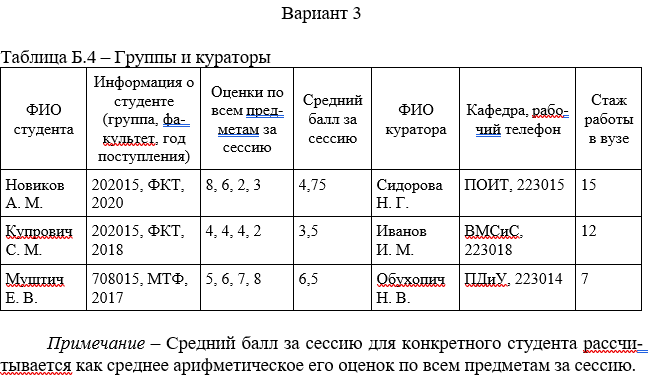 Вариант 3
Таблица Б.4 – Группы и кураторы
ФИО
студента
Информация о
студенте
(группа, фа-
культет, год
поступления)
Оценки по
всем пред-
метам за
сессию
Средний
балл за
сессию
ФИО
куратора
Кафедра, рабо-
чий телефон
Стаж
работы
в вузе
Новиков
А. М.
202015, ФКТ,
2020
8, 6, 2, 3
4,75
Сидорова
Н. Г.
ПОИТ, 223015
15
Купрович
С. М.
202015, ФКТ,
2018
4, 4, 4, 2
3,5
Иванов
И. М.
ВМСиС,
223018
12
Муштич
Е. В.
708015, МТФ,
2017
5, 6, 7, 8
6,5
Обухопич
Н. В.
ПДиУ, 223014
7
Примечание – Средний балл за сессию для конкретного студента рассчи-
тывается как среднее арифметическое его оценок по всем предметам за сессию.